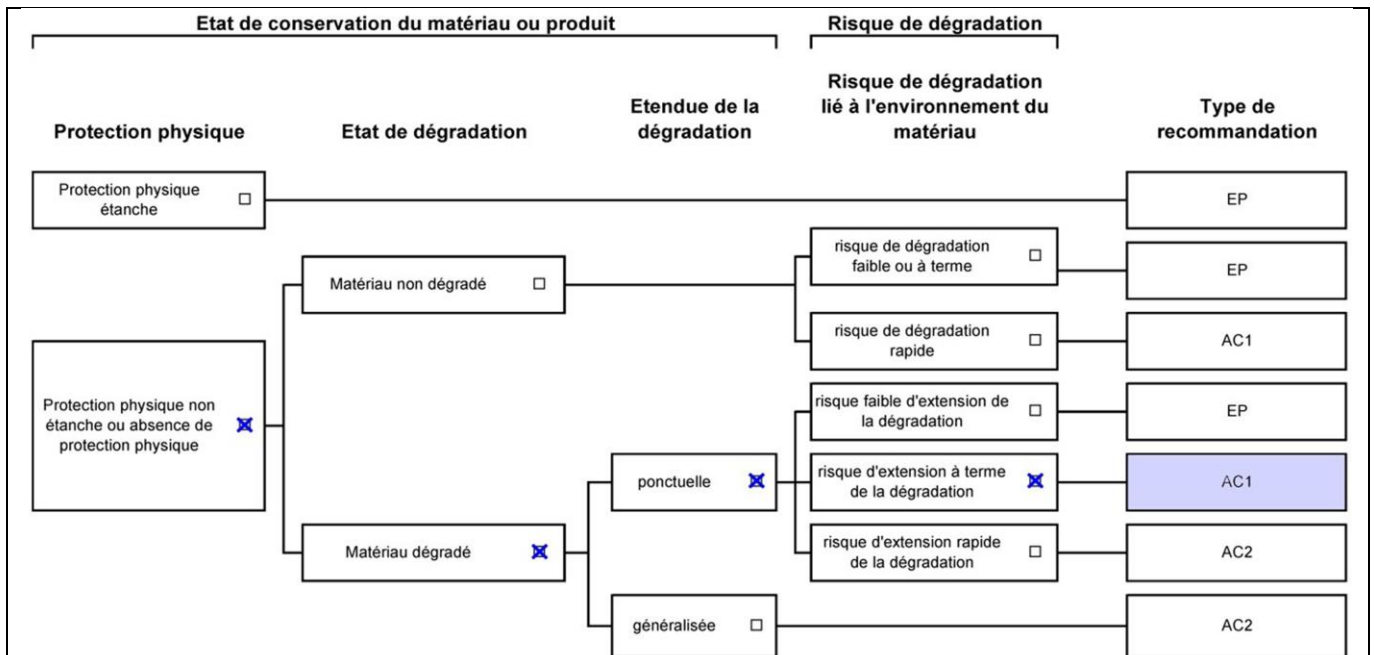 Etat de conservation du matériau ou produit
Risque de dégradation
Protection physique
Etat de dégradation
Etendue de la
dégradation
Risque de dégradation
lié à l'environnement du
matériau
Type de
recommandation
Protection physique
étanche
EP
Matériau non dégradé
risque de dégradation
faible ou à terme
EP
risque de dégradation
rapide
AC1
Protection physique non
étanche ou absence de
protection physique
risque faible d'extension de
la dégradation
EP
ponctuelle
risque d'extension à terme
de la dégradation
AC1
Matériau dégradé
risque d'extension rapide
de la dégradation
AC2
généralisée
AC2